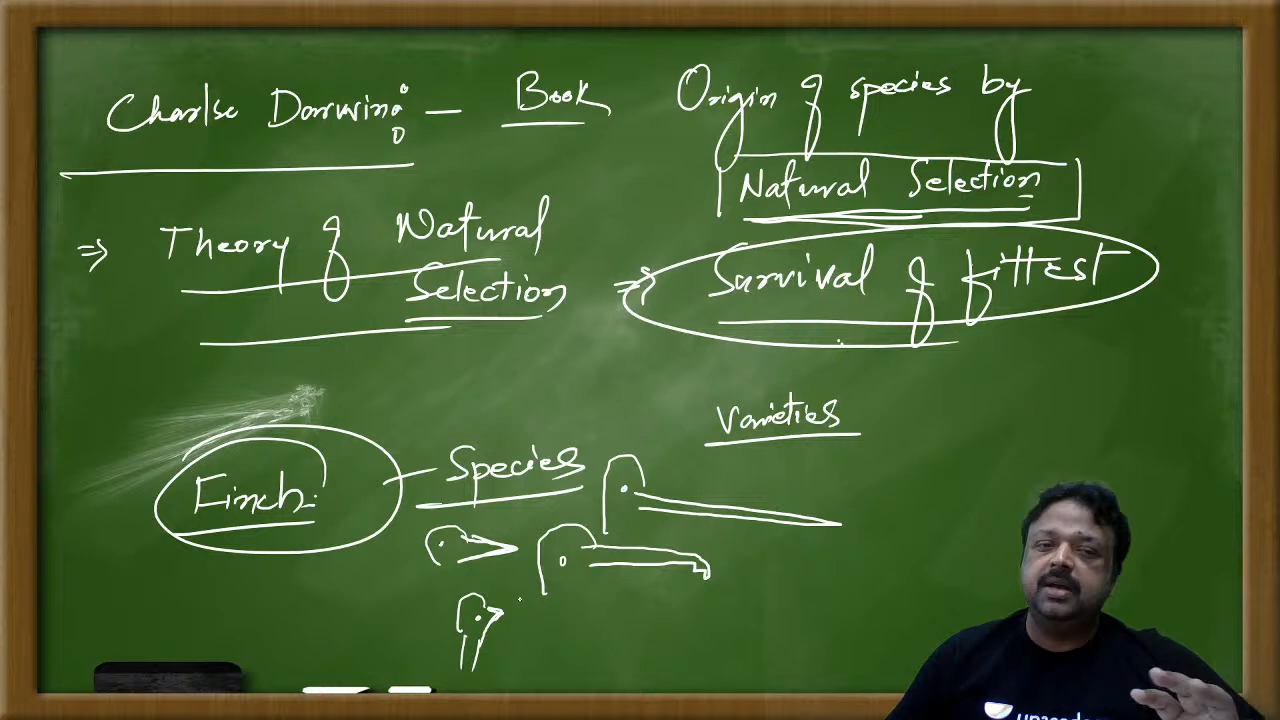 Charlse Darwin:- Book Origin of species by
Natural Selection
⇒ Theory of Natural
Selection ⇒ Survival of fittest
Varieties
Finch. - Species
unacade